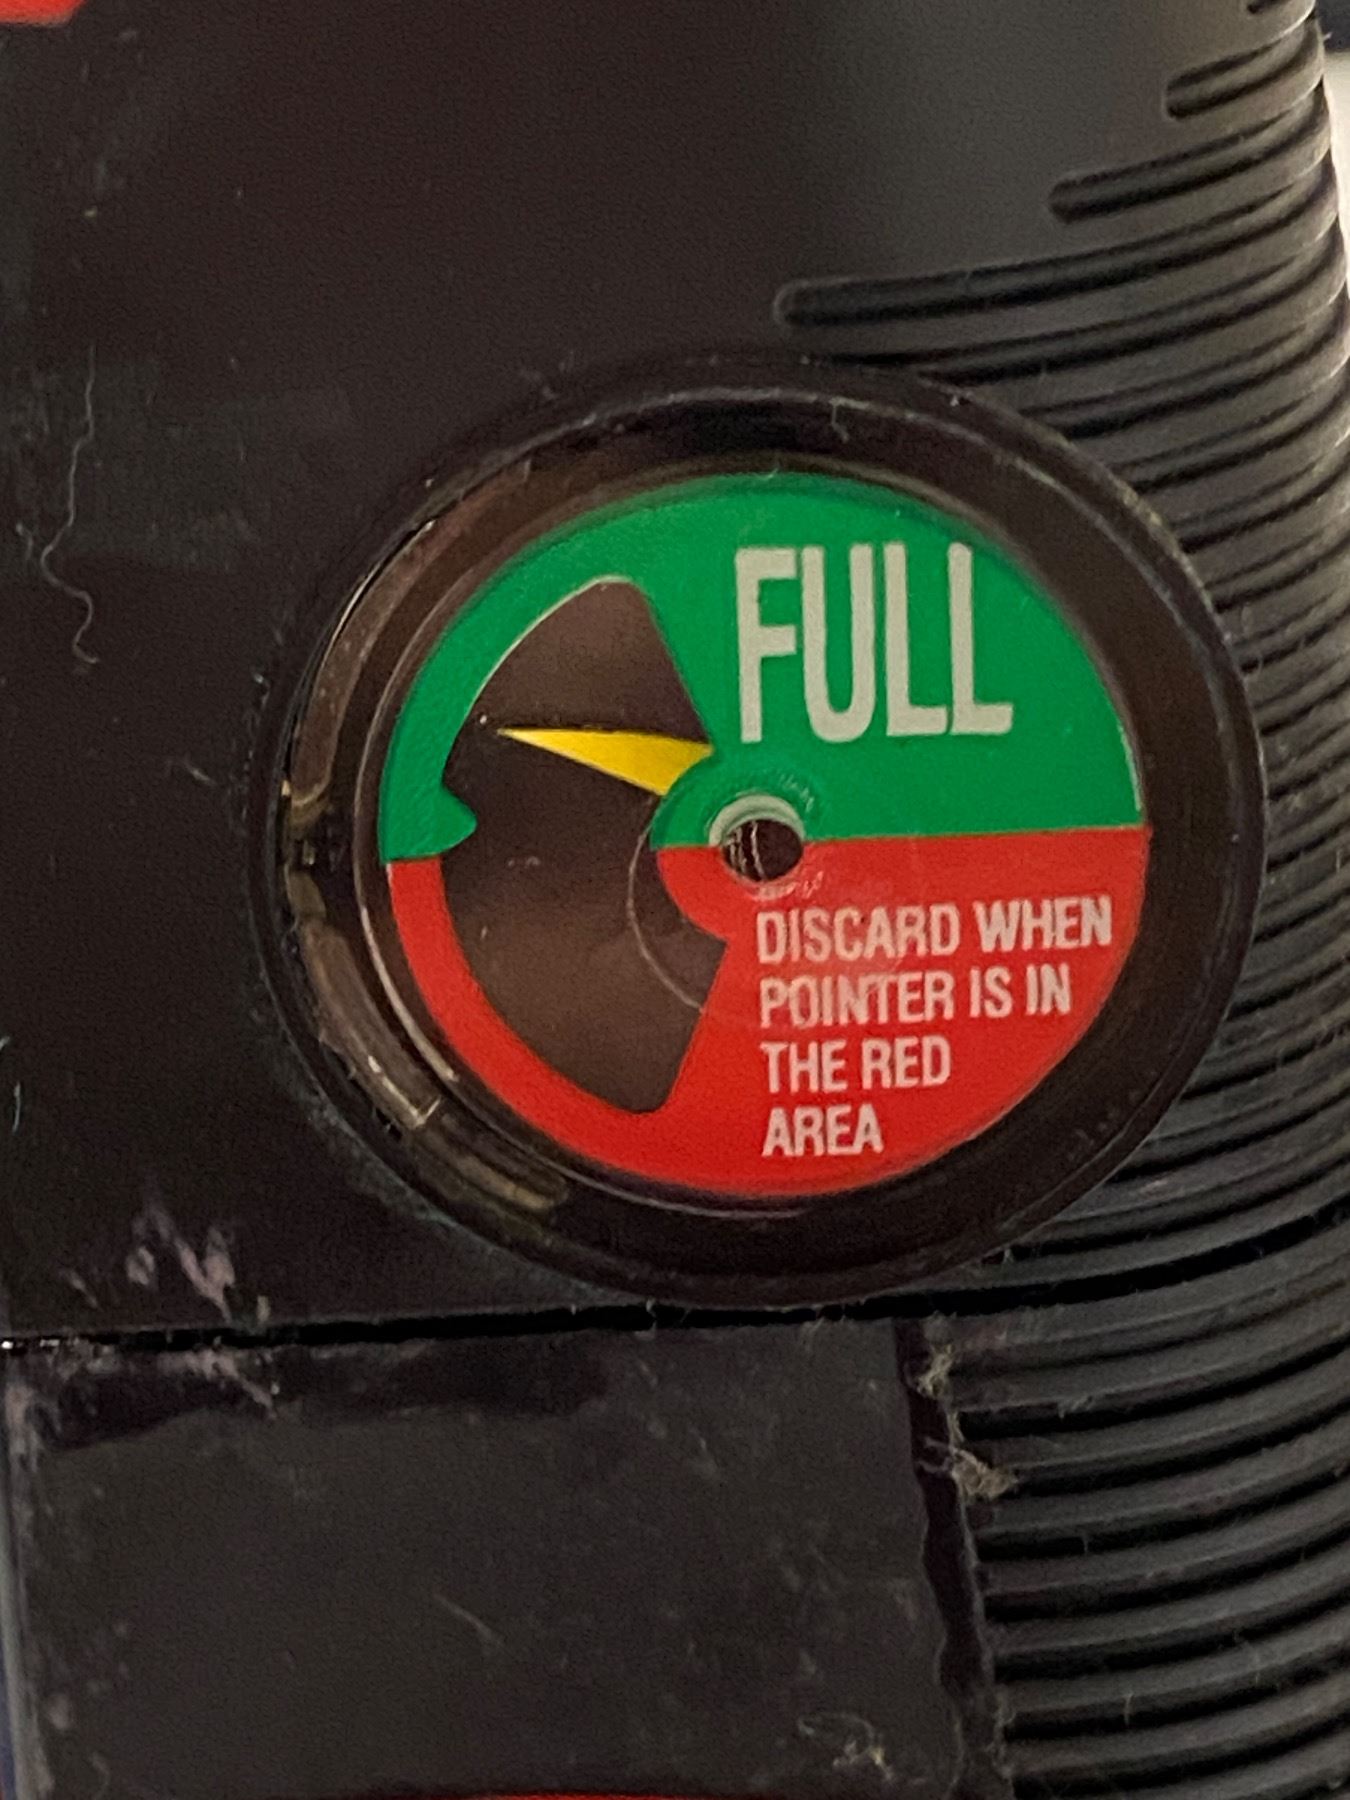 FULL
DISCARD WHEN
POINTER IS IN
THE RED
AREA